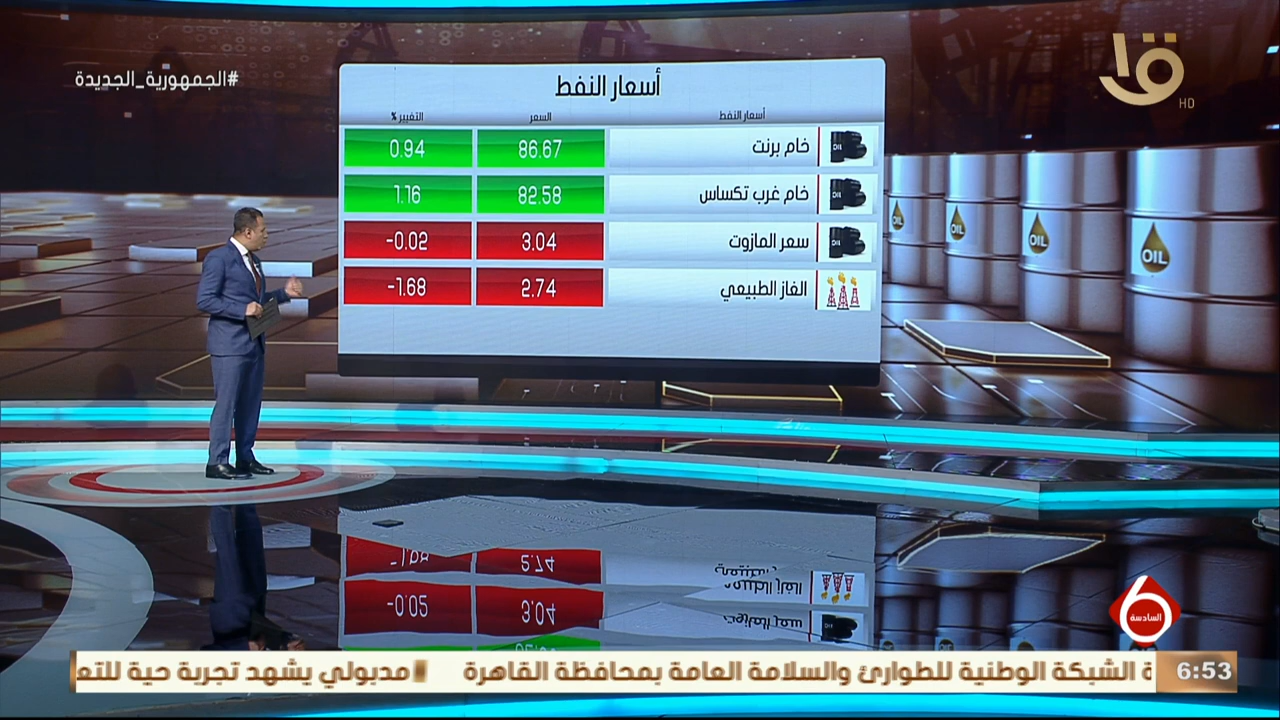 #الجمهورية_الجديدة
HD
أسعار النفط
أسعار النفط السعر التغيير %
خام برنت 86.67 0.94
خام غرب تكساس 82.58 1.16
سعر المازوت 3.04 -0.02
الغاز الطبيعي 2.74 -1.68
OIL
OIL
OIL
OIL
السادسة
6:53 ة الشبكة الوطنية للطوارئ والسلامة العامة بمحافظة القاهرة مدبولي يشهد تجربة حية للتع